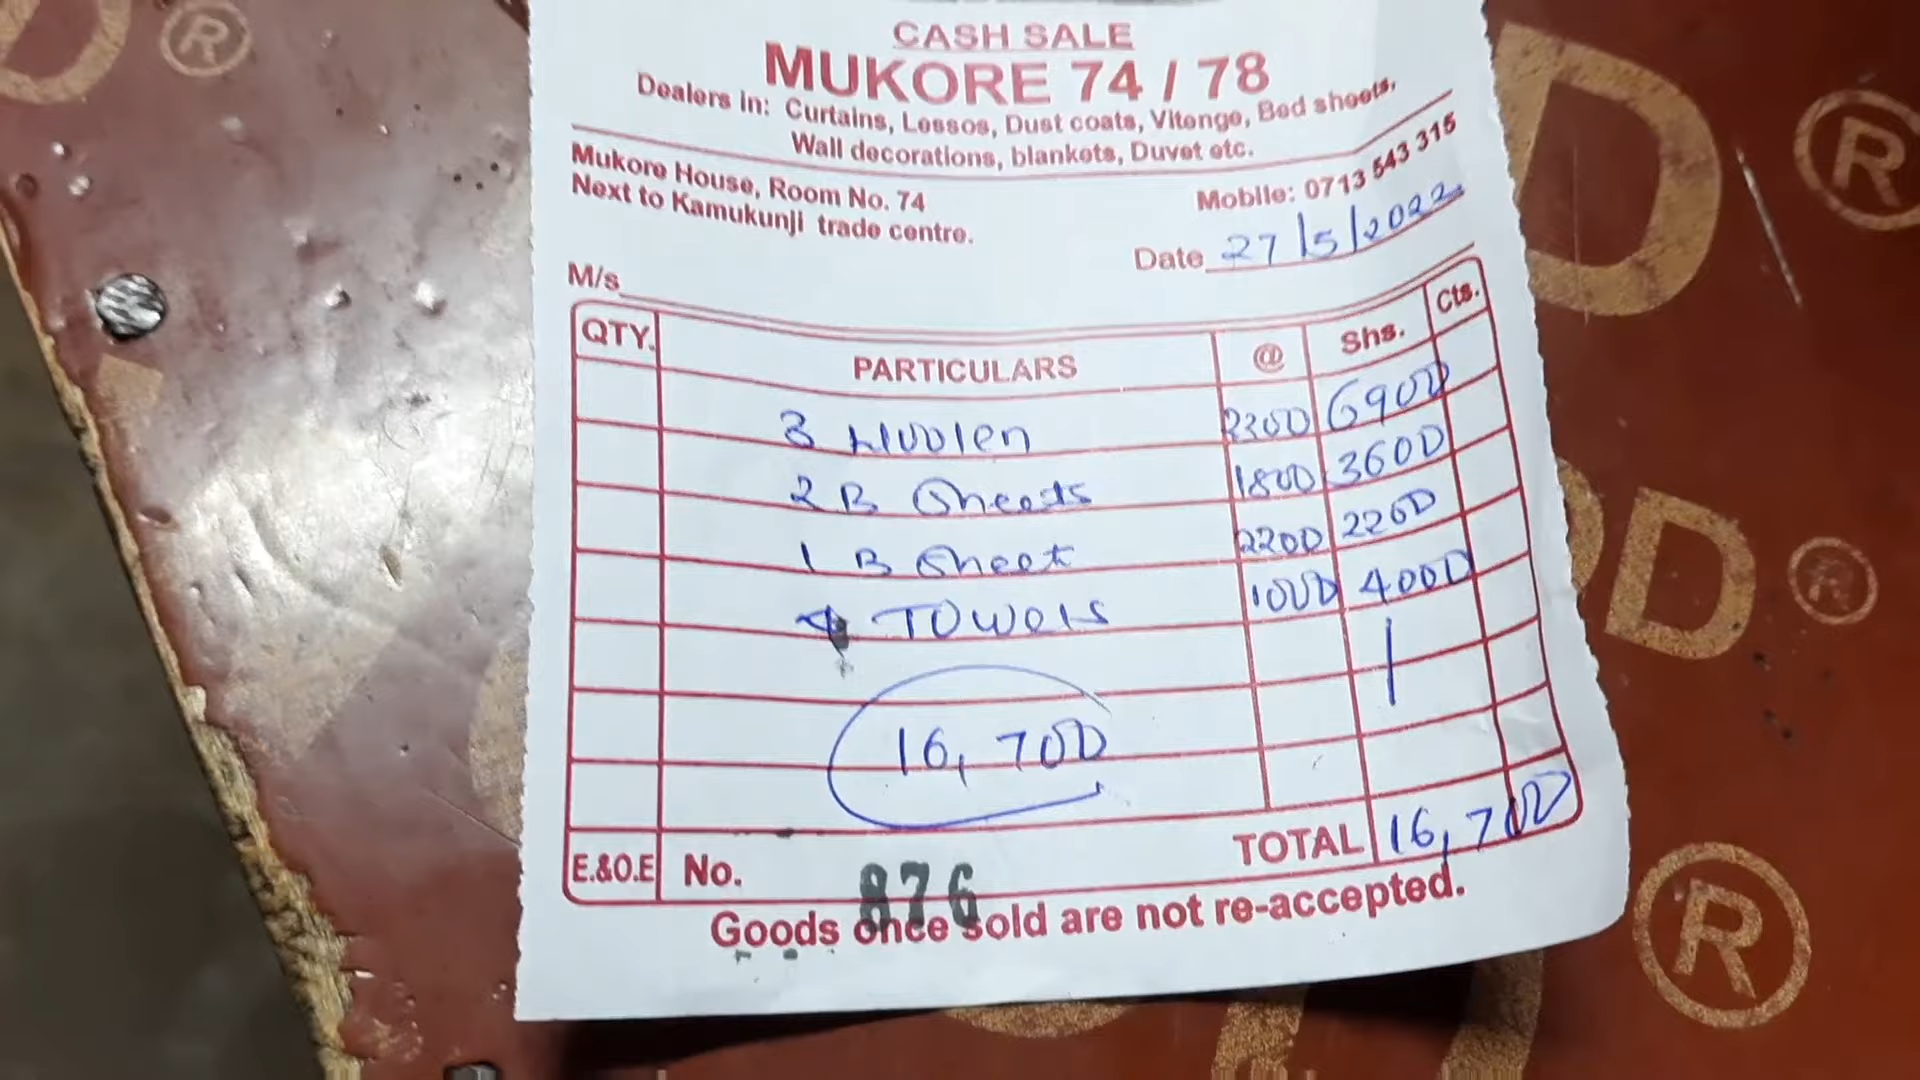 CASH SALE
MUKORE 74 / 78
Dealers in: Curtains, Lessos, Dust coats, Vitenge, Bed sheets,
Wall decorations, blankets, Duvet etc.
Mukore House, Room No. 74
Next to Kamukunji trade centre.
Mobile: 0713 543 315
Date 27/5/2022
M/s
QTY. PARTICULARS @ Shs. Cts.
3 Woolen 2300 6900
2 B Sheets 1800 3600
1 B Sheet 2200 2200
4 TOWels 1000 4000
16,700
TOTAL 16,700
E.&O.E No. 876
Goods once sold are not re-accepted.
R
R
D
R
D
R